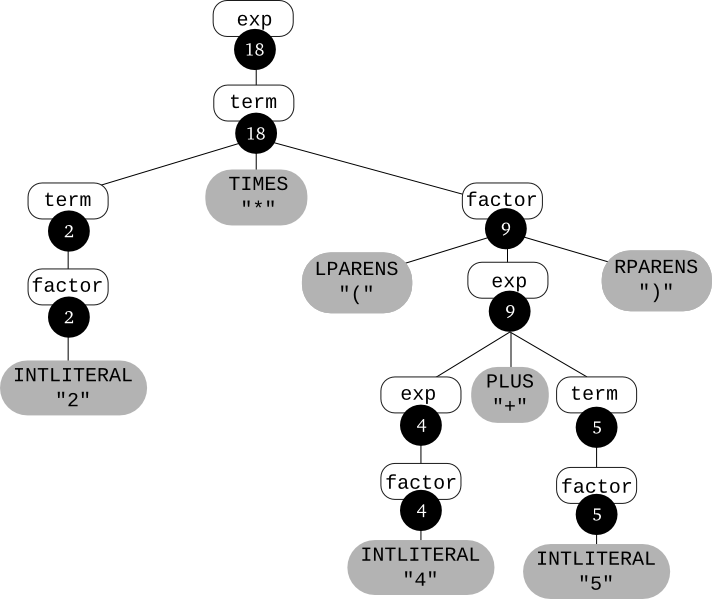 exp
18
term
18
term
2
TIMES
"*"
factor
9
factor
2
LPARENS
"("
exp
9
RPARENS
")"
INTLITERAL
"2"
exp
4
PLUS
"+"
term
5
factor
4
factor
5
INTLITERAL
"4"
INTLITERAL
"5"